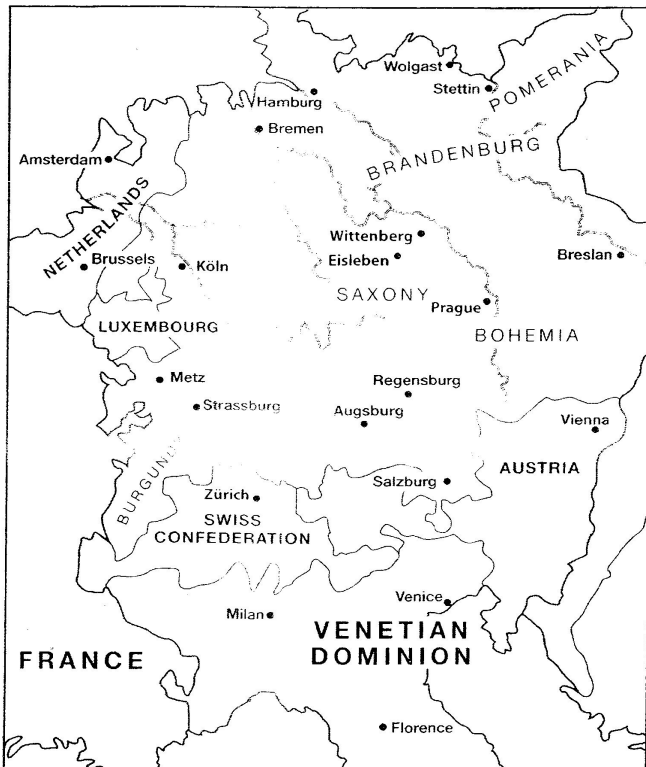 Wolgast
Stettin
POMERANIA
Hamburg
Bremen
BRANDENBURG
Amsterdam
NETHERLANDS
Wittenberg
Brussels
Köln
Eisleben
Breslan
SAXONY
Prague
LUXEMBOURG
BOHEMIA
Metz
Regensburg
Strassburg
Augsburg
Vienna
BURGUNDY
AUSTRIA
Zürich
Salzburg
SWISS
CONFEDERATION
Milan
Venice
VENETIAN
DOMINION
FRANCE
Florence